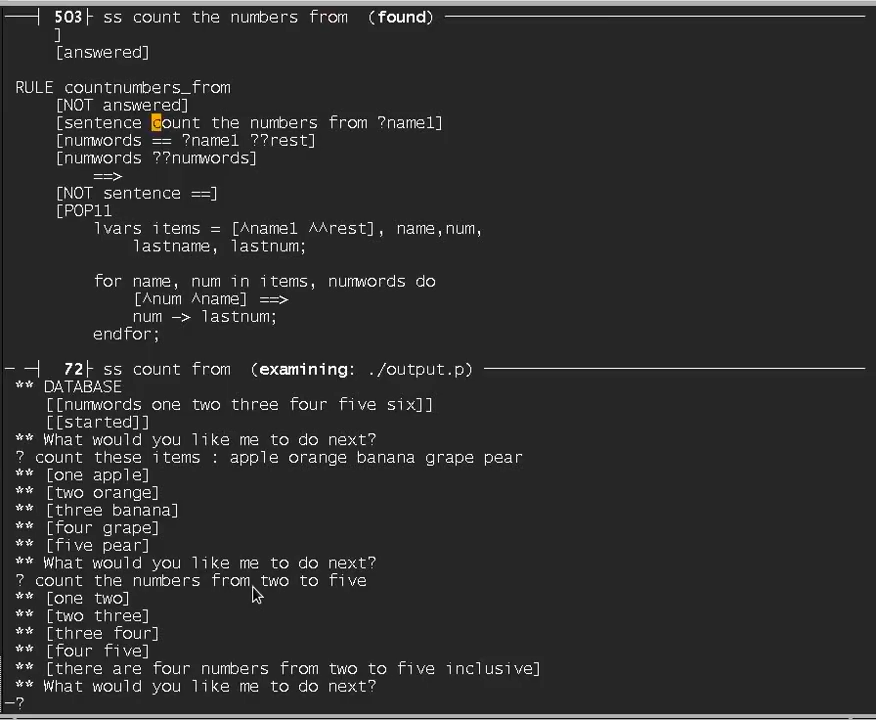 503 ss count the numbers from (found)
]
[answered]
RULE countnumbers_from
[NOT answered]
[sentence count the numbers from ?name1]
[numwords == ?name1 ??rest]
[numwords ??numwords]
==>
[NOT sentence ==]
[POP11
lvars items = [^name1 ^^rest], name,num,
lastname, lastnum;
for name, num in items, numwords do
[^num ^name] ==>
num -> lastnum;
endfor;
72 ss count from (examining: ./output.p)
** DATABASE
[[numwords one two three four five six]]
[[started]]
** What would you like me to do next?
? count these items : apple orange banana grape pear
** [one apple]
** [two orange]
** [three banana]
** [four grape]
** [five pear]
** What would you like me to do next?
? count the numbers from two to five
** [one two]
** [two three]
** [three four]
** [four five]
** [there are four numbers from two to five inclusive]
** What would you like me to do next?
?